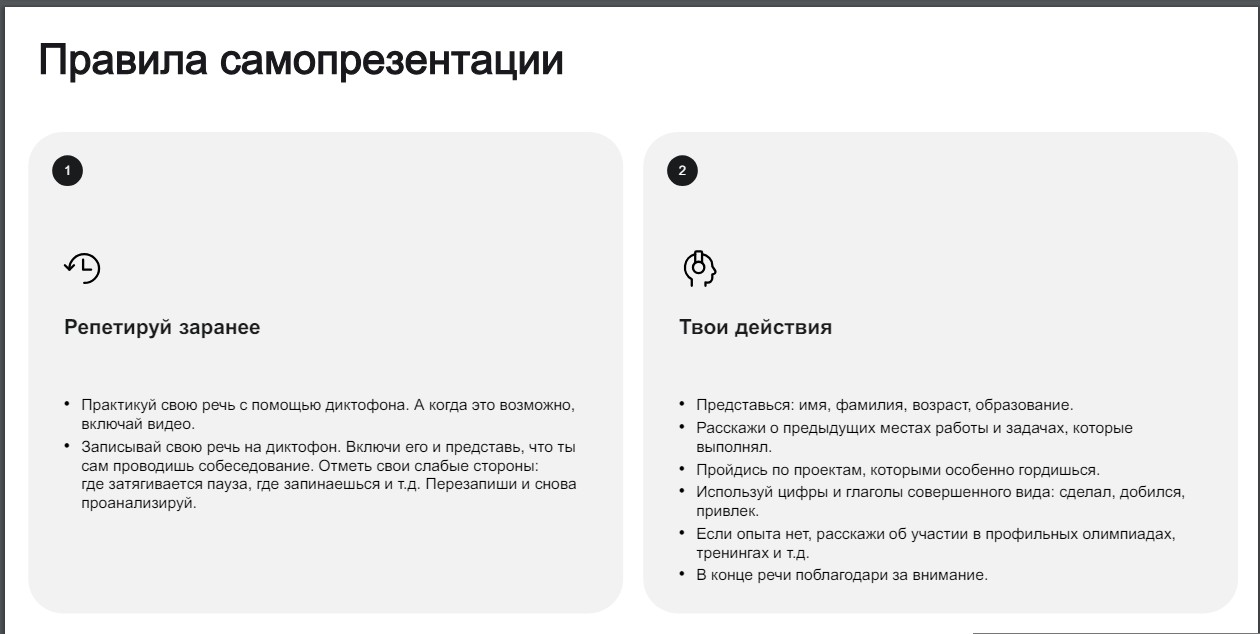 Правила самопрезентации
1
Репетируй заранее
• Практикуй свою речь с помощью диктофона. А когда это возможно,
включай видео.
• Записывай свою речь на диктофон. Включи его и представь, что ты
сам проводишь собеседование. Отметь свои слабые стороны:
где затягивается пауза, где запинаешься и т.д. Перезапиши и снова
проанализируй.
2
Твои действия
• Представься: имя, фамилия, возраст, образование.
• Расскажи о предыдущих местах работы и задачах, которые
выполнял.
• Пройдись по проектам, которыми особенно гордишься.
• Используй цифры и глаголы совершенного вида: сделал, добился,
привлек.
• Если опыта нет, расскажи об участии в профильных олимпиадах,
тренингах и т.д.
• В конце речи поблагодари за внимание.